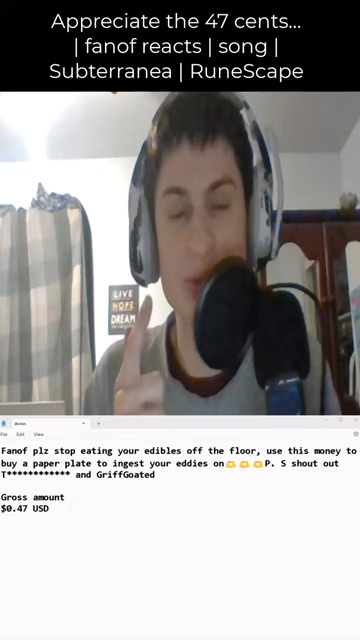 Appreciate the 47 cents...
| fanof reacts | song |
Subterranea | RuneScape
LIVE
HOPE
DREAM
donoo
File Edit View
Fanof plz stop eating your edibles off the floor, use this money to
buy a paper plate to ingest your eddies on🫶🫶🫶P. S shout out
T************ and GriffGoated
Gross amount
$0.47 USD